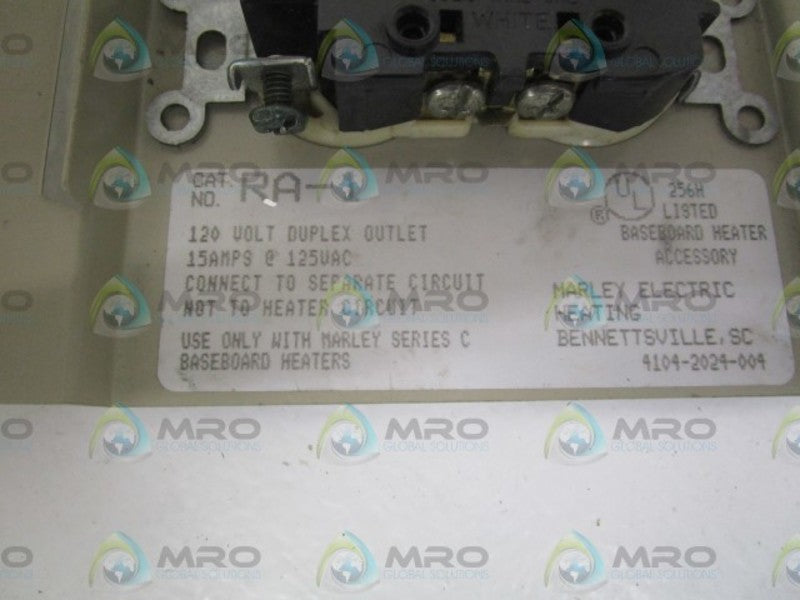 WHITE
CAT. NO. RA-1
120 VOLT DUPLEX OUTLET
15AMPS @ 125VAC
CONNECT TO SEPARATE CIRCUIT
NOT TO HEATER CIRCUIT
USE ONLY WITH MARLEY SERIES C
BASEBOARD HEATERS
UL ® 256H
LISTED
BASEBOARD HEATER
ACCESSORY
MARLEY ELECTRIC
HEATING
BENNETTSVILLE, SC
4104-2024-004
MRO
GLOBAL SOLUTIONS